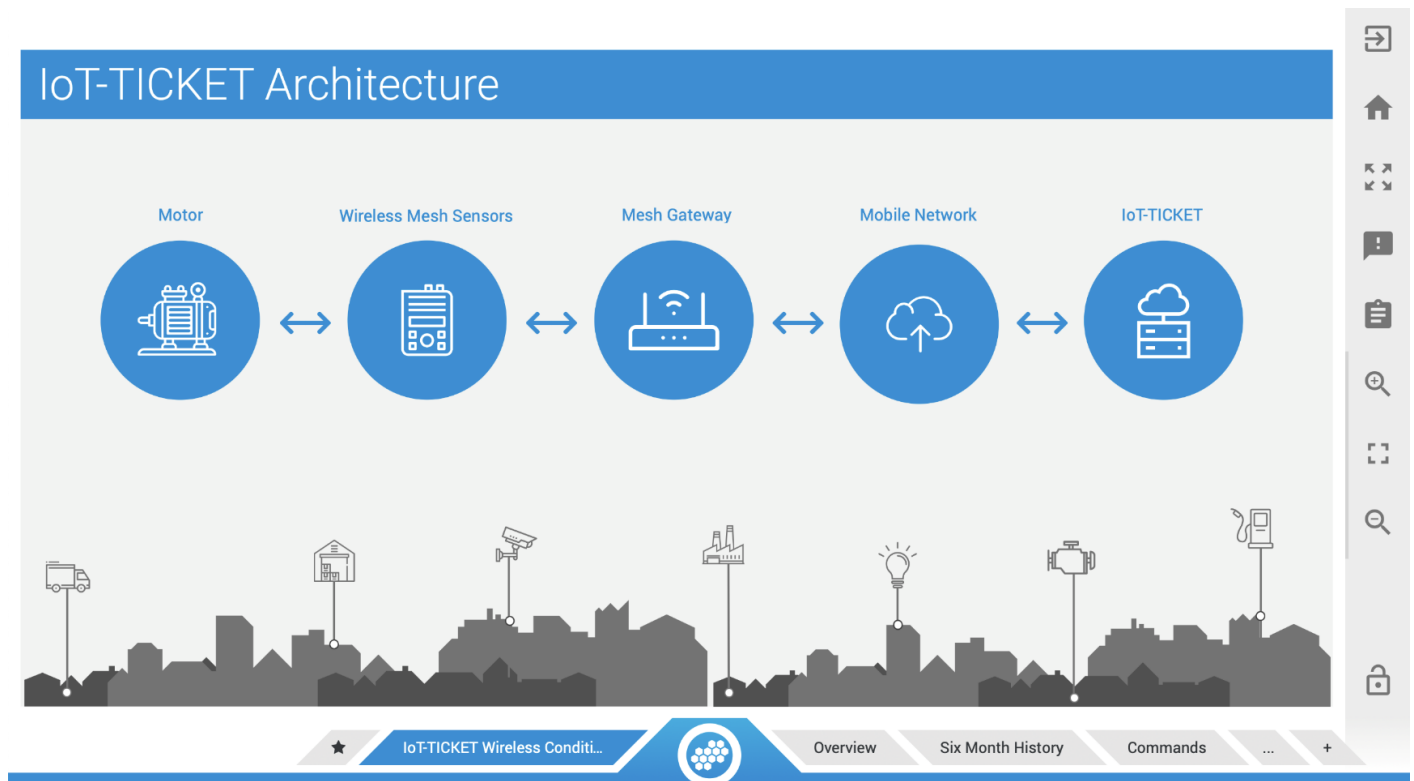 IoT-TICKET Architecture
Motor
Wireless Mesh Sensors
Mesh Gateway
Mobile Network
IoT-TICKET
IoT-TICKET Wireless Conditi...
Overview
Six Month History
Commands
...
+